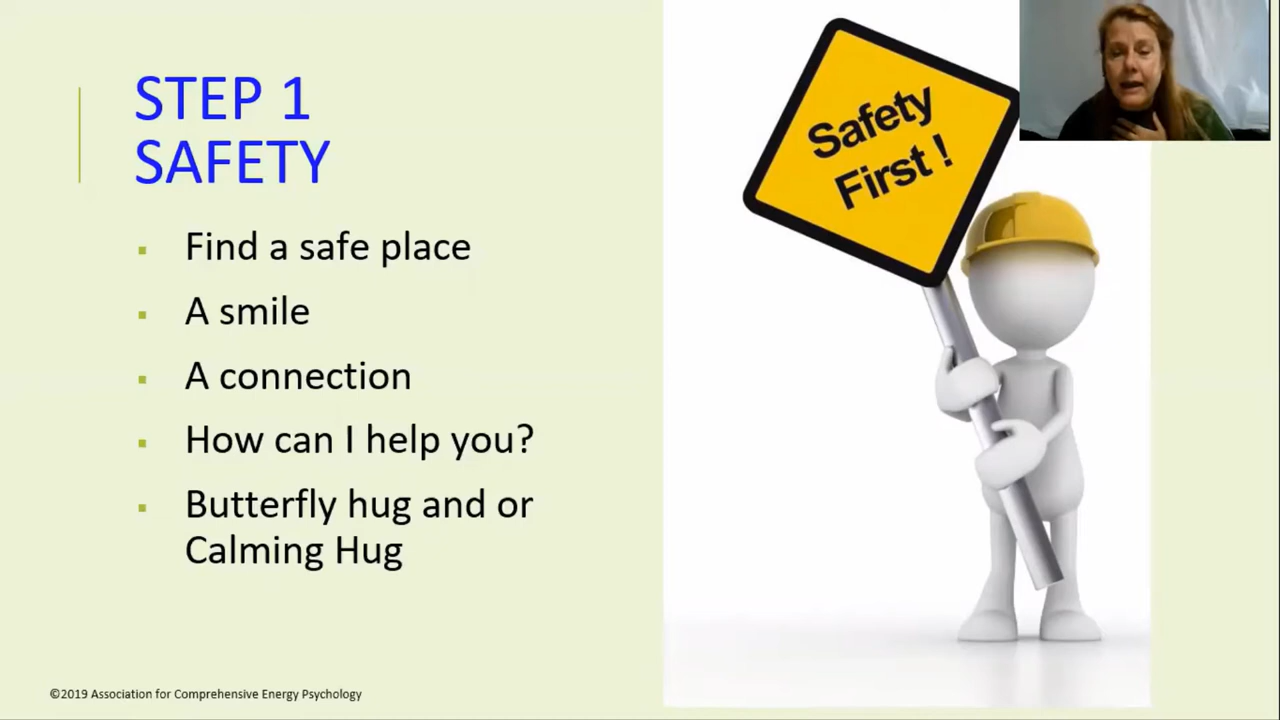 STEP 1
SAFETY
Find a safe place
A smile
A connection
How can I help you?
Butterfly hug and or
Calming Hug
©2019 Association for Comprehensive Energy Psychology
Safety
First !